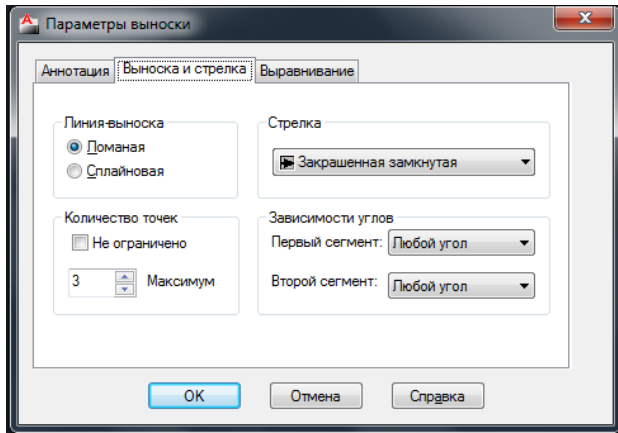 Параметры выноски
Аннотация Выноска и стрелка Выравнивание
Линия-выноска
Ломаная
Сплайновая
Стрелка
Закрашенная замкнутая
Количество точек
Не ограничено
3 Максимум
Зависимости углов
Первый сегмент: Любой угол
Второй сегмент: Любой угол
OK Отмена Справка